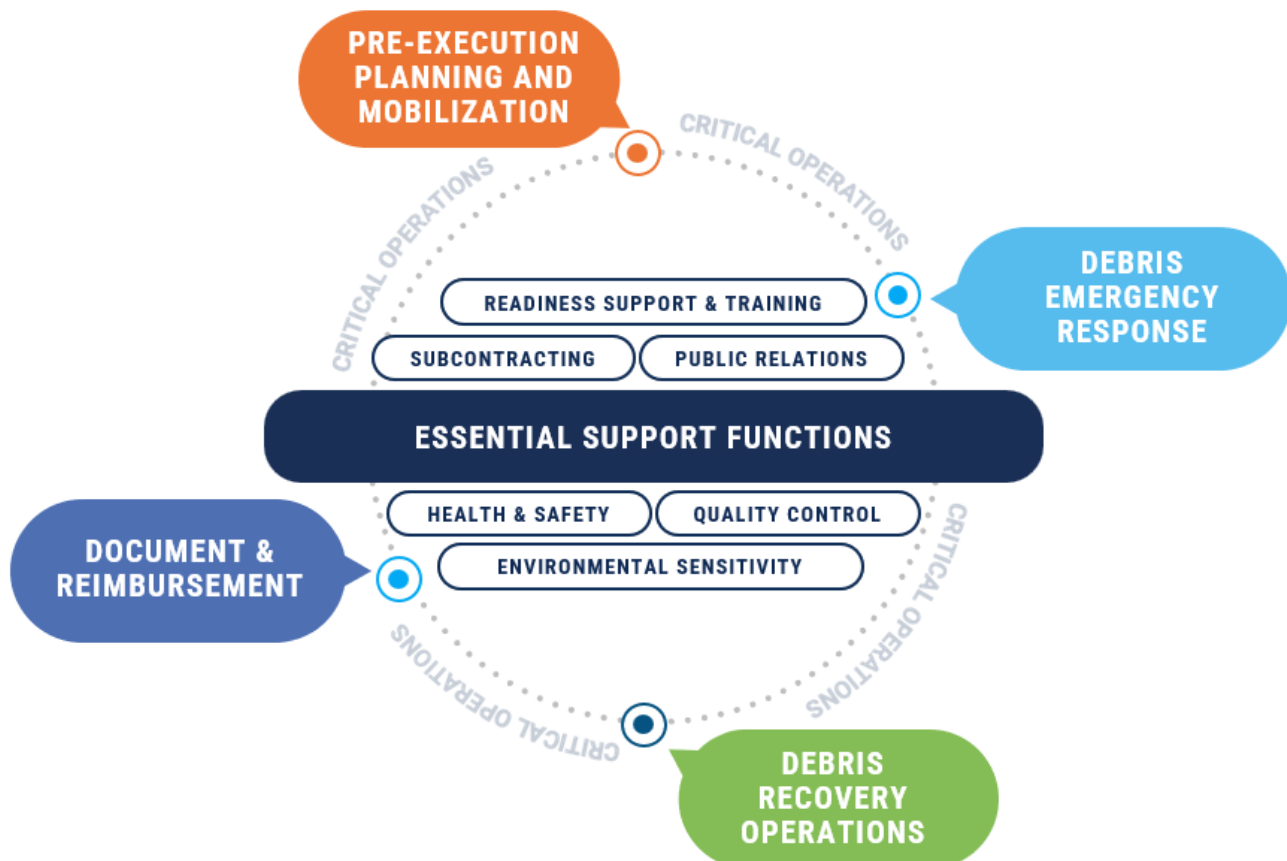 PRE-EXECUTION
PLANNING AND
MOBILIZATION
CRITICAL OPERATIONS
CRITICAL OPERATIONS
DEBRIS
EMERGENCY
RESPONSE
READINESS SUPPORT & TRAINING
SUBCONTRACTING
PUBLIC RELATIONS
ESSENTIAL SUPPORT FUNCTIONS
HEALTH & SAFETY
QUALITY CONTROL
ENVIRONMENTAL SENSITIVITY
DOCUMENT &
REIMBURSEMENT
CRITICAL OPERATIONS
CRITICAL OPERATIONS
DEBRIS
RECOVERY
OPERATIONS